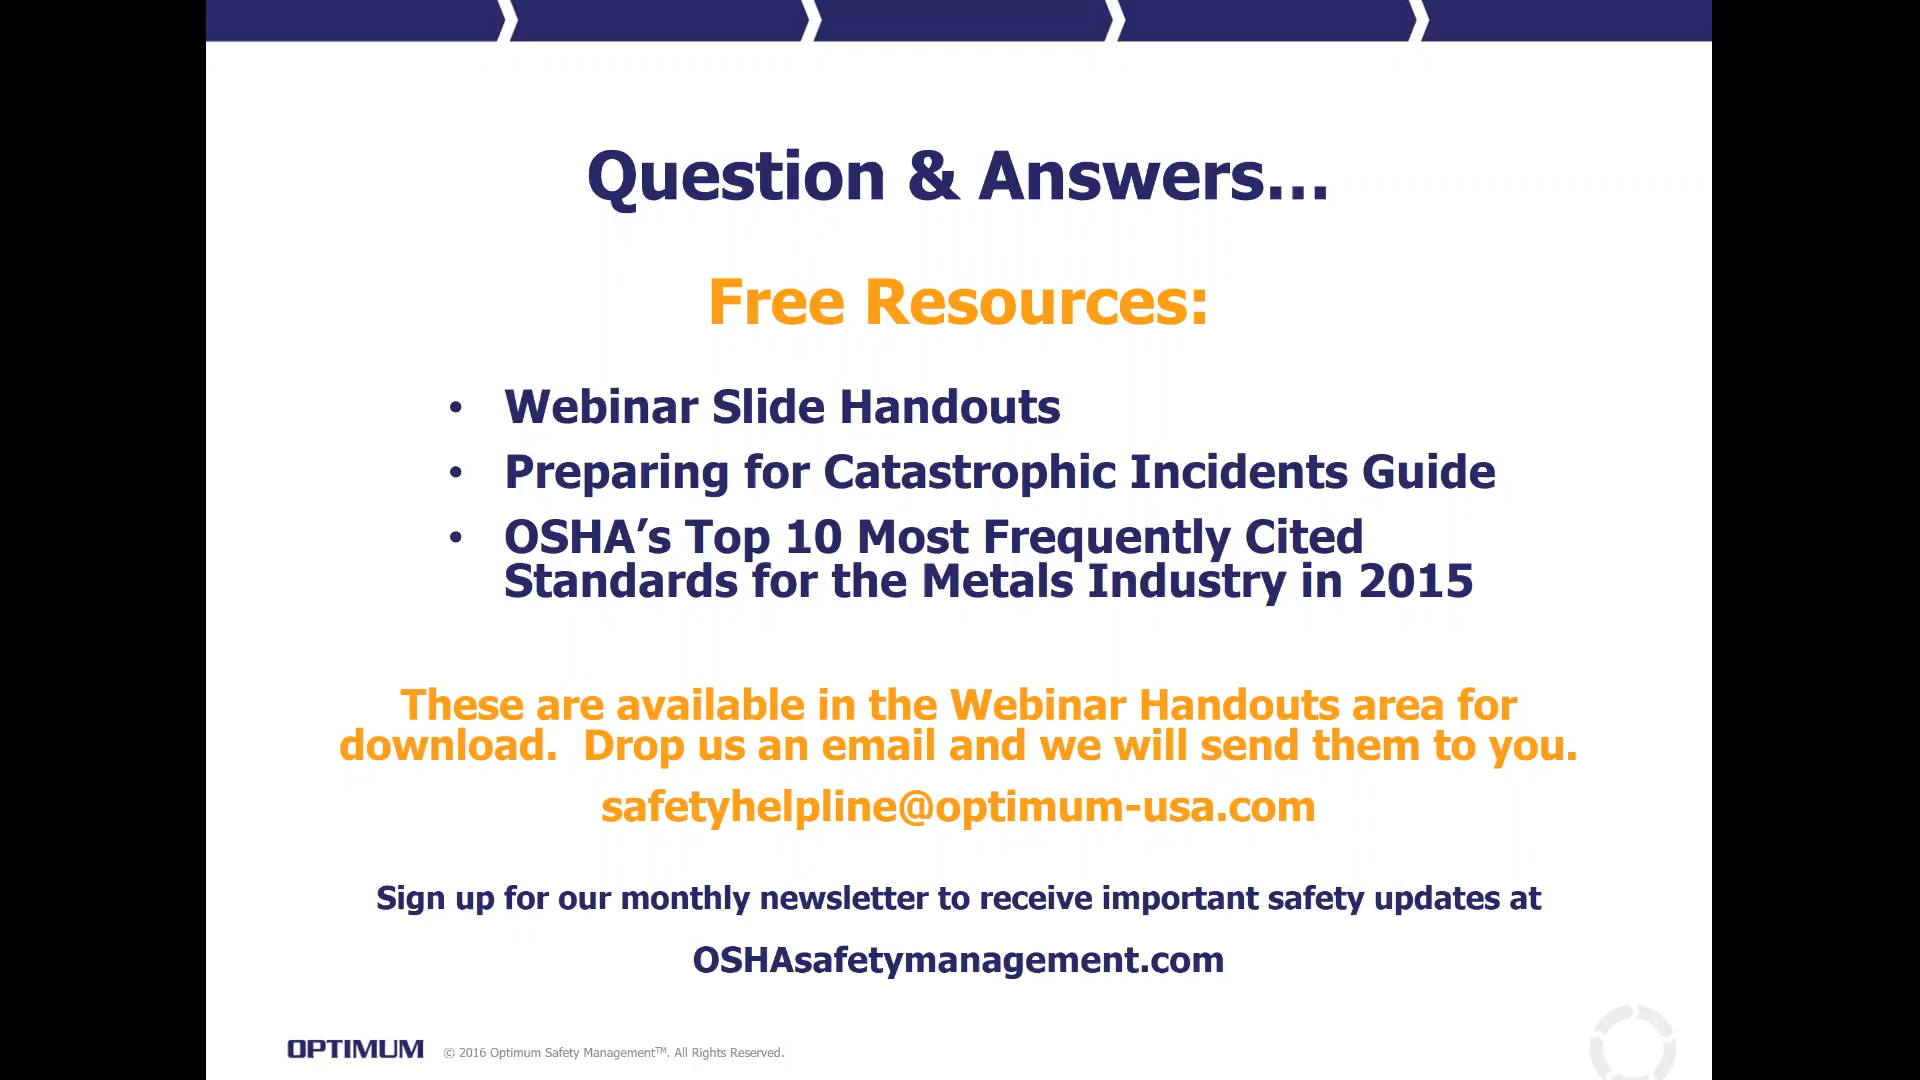 Question & Answers...
Free Resources:
• Webinar Slide Handouts
• Preparing for Catastrophic Incidents Guide
• OSHA’s Top 10 Most Frequently Cited
Standards for the Metals Industry in 2015
These are available in the Webinar Handouts area for
download.  Drop us an email and we will send them to you.
safetyhelpline@optimum-usa.com
Sign up for our monthly newsletter to receive important safety updates at
OSHAsafetymanagement.com
OPTIMUM © 2016 Optimum Safety Management™. All Rights Reserved.